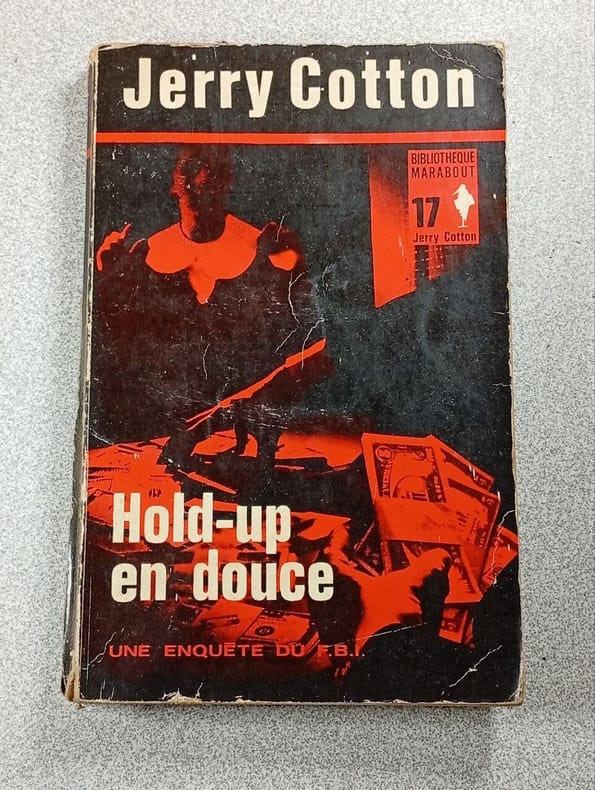 Jerry Cotton
BIBLIOTHEQUE
MARABOUT
17
Jerry Cotton
Hold-up
en douce
UNE ENQUÊTE DU F.B.I.